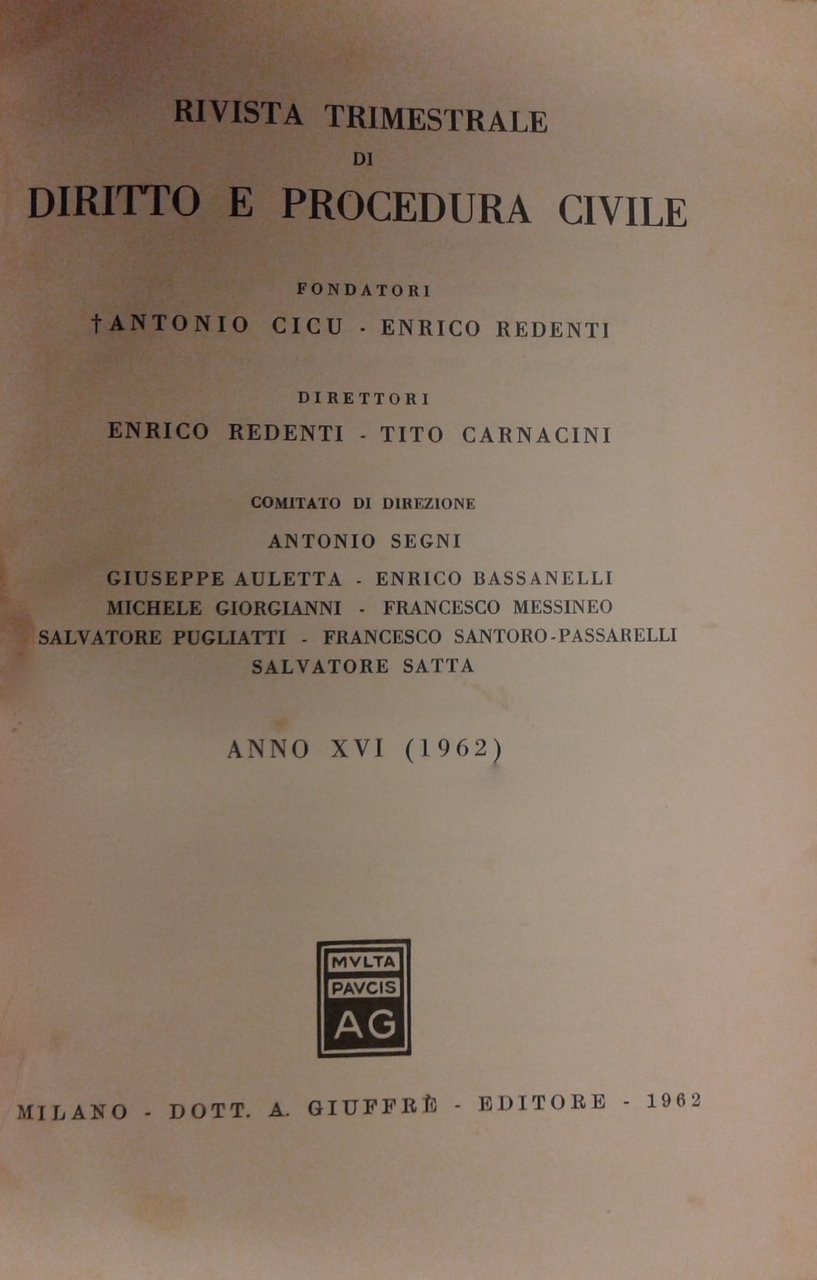 RIVISTA TRIMESTRALE
DI
DIRITTO E PROCEDURA CIVILE
FONDATORI
†ANTONIO CICU - ENRICO REDENTI
DIRETTORI
ENRICO REDENTI - TITO CARNACINI
COMITATO DI DIREZIONE
ANTONIO SEGNI
GIUSEPPE AULETTA - ENRICO BASSANELLI
MICHELE GIORGIANNI - FRANCESCO MESSINEO
SALVATORE PUGLIATTI - FRANCESCO SANTORO-PASSARELLI
SALVATORE SATTA
ANNO XVI (1962)
MVLTA
PAVCIS
AG
MILANO - DOTT. A. GIUFFRÈ - EDITORE - 1962